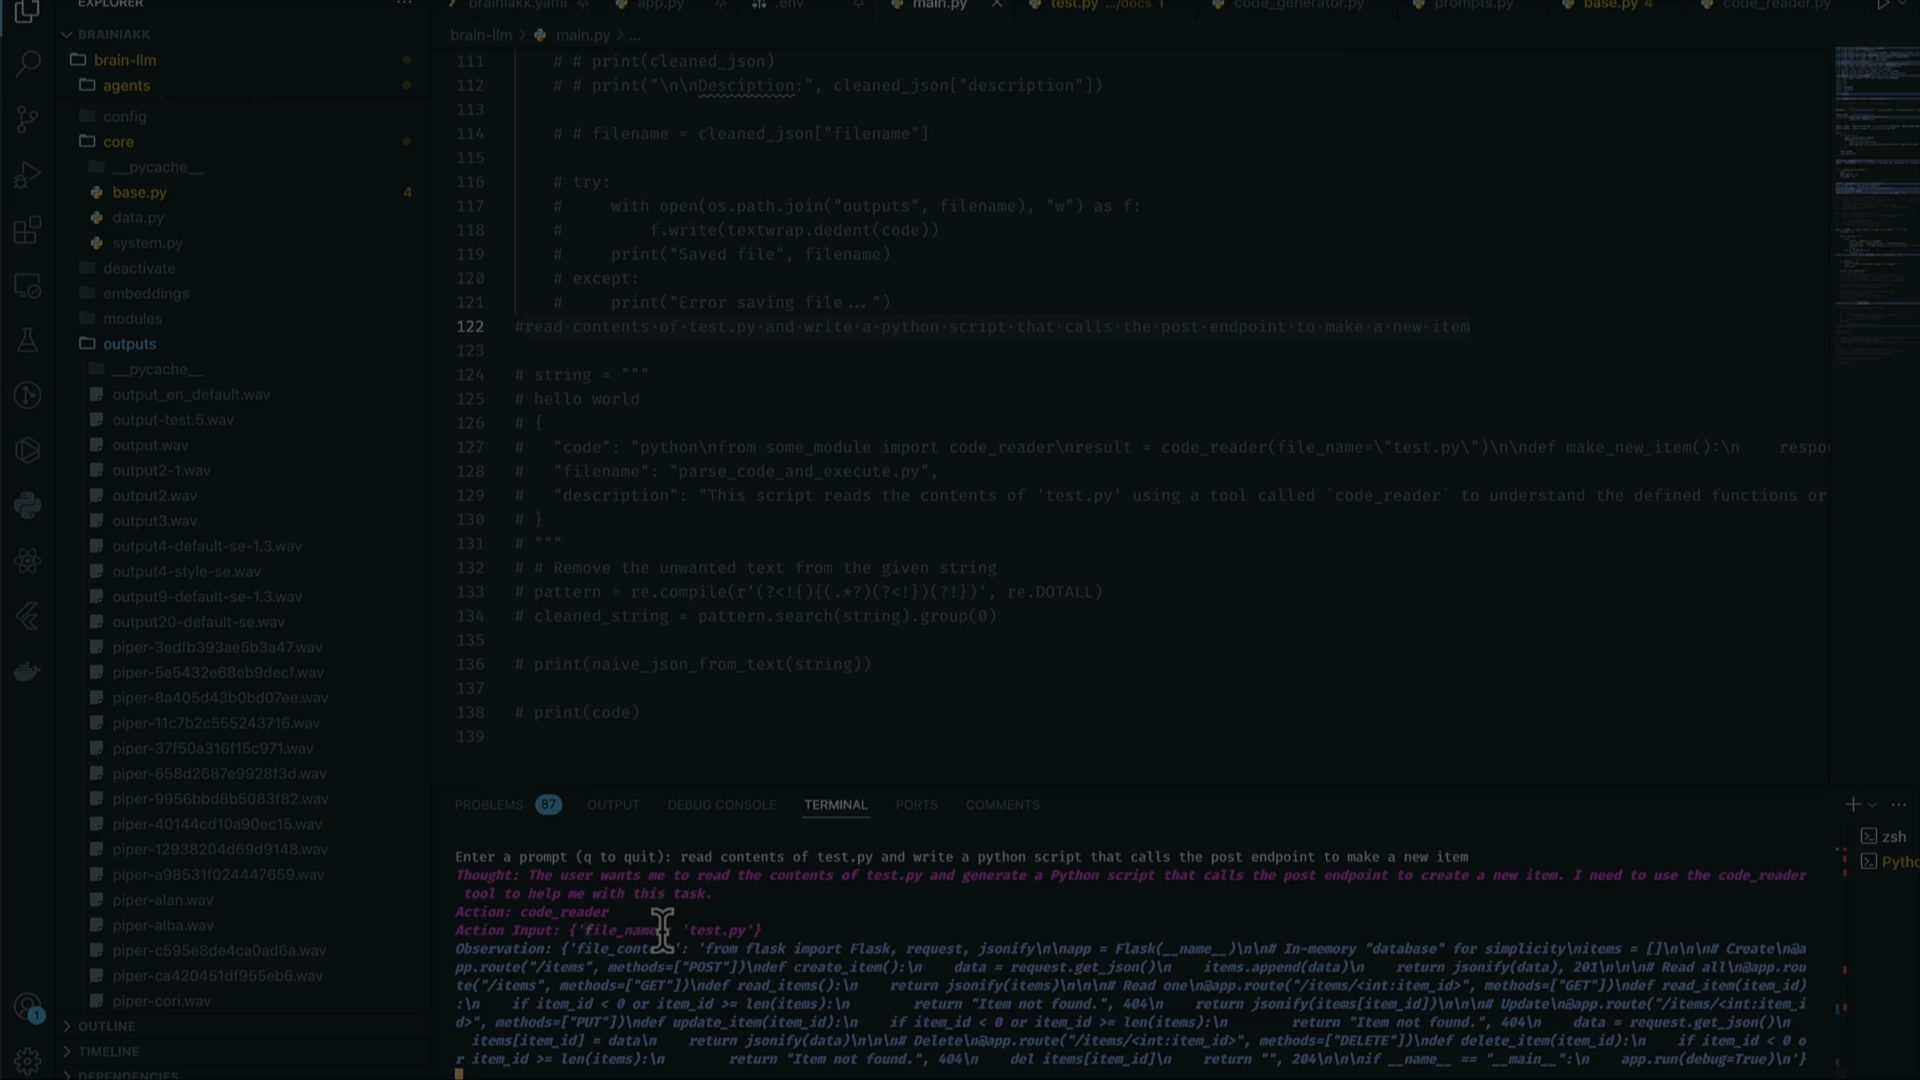 EXPLORER
brainiakk.yaml
app.py
.env
main.py
test.py .../docs 1
code_generator.py
prompts.py
base.py 4
code_reader.py
BRAINIAKK
brain-llm
agents
config
core
__pycache__
base.py 4
data.py
system.py
deactivate
embeddings
modules
outputs
__pycache__
output_en_default.wav
output-test.5.wav
output.wav
output2-1.wav
output2.wav
output3.wav
output4-default-se-1.3.wav
output4-style-se.wav
output9-default-se-1.3.wav
output20-default-se.wav
piper-3edfb393ae5b3a47.wav
piper-5e5432e68eb9decf.wav
piper-8a405d43b0bd07ee.wav
piper-11c7b2c555243716.wav
piper-37f50a316f15c971.wav
piper-658d2687e9928f3d.wav
piper-9956bbd8b5083f82.wav
piper-40144cd10a90ec15.wav
piper-12938204d69d9148.wav
piper-a98531f024447659.wav
piper-alan.wav
piper-alba.wav
piper-c595e8de4ca0ad6a.wav
piper-ca420451df955eb6.wav
piper-cori.wav
OUTLINE
TIMELINE
DEPENDENCIES
1
brain-llm > main.py > ...
111 # # print(cleaned_json)
112 # # print("\n\nDesciption:", cleaned_json["description"])
113
114 # # filename = cleaned_json["filename"]
115
116 # try:
117 #     with open(os.path.join("outputs", filename), "w") as f:
118 #         f.write(textwrap.dedent(code))
119 #     print("Saved file", filename)
120 # except:
121 #     print("Error saving file...")
122 #read contents of test.py and write a python script that calls the post endpoint to make a new item
123
124 # string = """
125 # hello world
126 # {
127 #   "code": "python\nfrom some_module import code_reader\nresult = code_reader(file_name=\"test.py\")\n\ndef make_new_item():\n    respo
128 #   "filename": "parse_code_and_execute.py",
129 #   "description": "This script reads the contents of 'test.py' using a tool called `code_reader` to understand the defined functions or
130 # }
131 # """
132 # # Remove the unwanted text from the given string
133 # pattern = re.compile(r'(?<!{){(.*?)(?<!})(?!})', re.DOTALL)
134 # cleaned_string = pattern.search(string).group(0)
135
136 # print(naive_json_from_text(string))
137
138 # print(code)
139
PROBLEMS 87 OUTPUT DEBUG CONSOLE TERMINAL PORTS COMMENTS
zsh
Pytho
Enter a prompt (q to quit): read contents of test.py and write a python script that calls the post endpoint to make a new item
Thought: The user wants me to read the contents of test.py and generate a Python script that calls the post endpoint to create a new item. I need to use the code_reader
tool to help me with this task.
Action: code_reader
Action Input: {'file_name 'test.py'}
Observation: {'file_cont ': 'from flask import Flask, request, jsonify\n\napp = Flask(__name__)\n\n# In-memory "database" for simplicity\nitems = []\n\n\n# Create\n@a
pp.route("/items", methods=["POST"])\ndef create_item():\n    data = request.get_json()\n    items.append(data)\n    return jsonify(data), 201\n\n\n# Read all\n@app.rou
te("/items", methods=["GET"])\ndef read_items():\n    return jsonify(items)\n\n\n# Read one\n@app.route("/items/<int:item_id>", methods=["GET"])\ndef read_item(item_id)
:\n    if item_id < 0 or item_id >= len(items):\n        return "Item not found.", 404\n    return jsonify(items[item_id])\n\n\n# Update\n@app.route("/items/<int:item_i
d>", methods=["PUT"])\ndef update_item(item_id):\n    if item_id < 0 or item_id >= len(items):\n        return "Item not found.", 404\n    data = request.get_json()\n
items[item_id] = data\n    return jsonify(data)\n\n\n# Delete\n@app.route("/items/<int:item_id>", methods=["DELETE"])\ndef delete_item(item_id):\n    if item_id < 0 o
r item_id >= len(items):\n        return "Item not found.", 404\n    del items[item_id]\n    return "", 204\n\n\nif __name__ == "__main__":\n    app.run(debug=True)\n'}